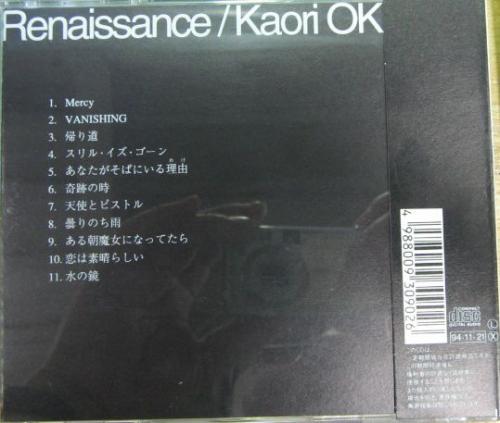 Renaissance/Kaori OK
1. Mercy
2. VANISHING
3. 帰り道
4. スリル・イズ・ゴーン
5. あなたがそばにいる理由
わけ
6. 奇跡の時
7. 天使とピストル
8. 曇りのち雨
9. ある朝魔女になってたら
10. 恋は素晴らしい
11. 水の鏡
4988009309026
COMPACT
disc
DIGITAL AUDIO
L
94·11·21 X